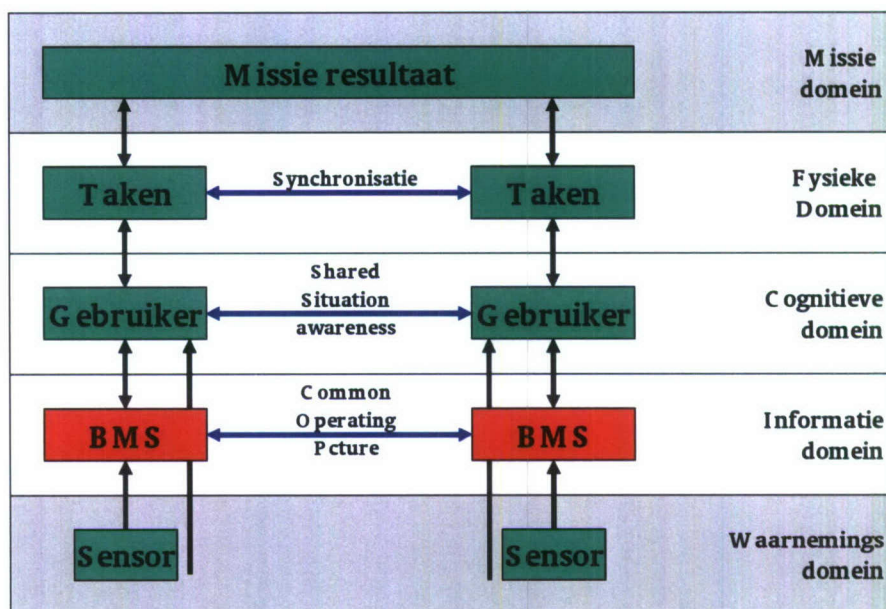 Missie resultaat
Missie
domein
Taken
Synchronisatie
Taken
Fysieke
Domein
Gebruiker
Shared
Situation
awareness
Gebruiker
Cognitieve
domein
BMS
Common
Operating
Pcture
BMS
Informatie
domein
Sensor
Sensor
Waarnemings
domein